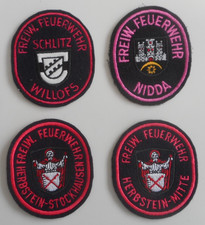 FREIW. FEUERWEHR
SCHLITZ
WILLOFS
FREIW. FEUERWEHR
NIDDA
FREIW. FEUERWEHR
HERBSTEIN-STOCKHAUSEN
FREIW. FEUERWEHR
HERBSTEIN-MITTE